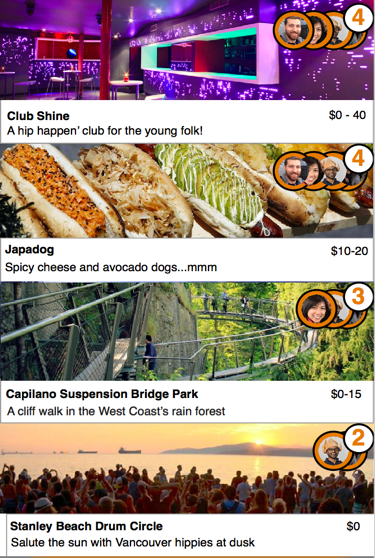 4
Club Shine $0 - 40
A hip happen' club for the young folk!
4
Japadog $10-20
Spicy cheese and avocado dogs...mmm
3
Capilano Suspension Bridge Park $0-15
A cliff walk in the West Coast's rain forest
2
Stanley Beach Drum Circle $0
Salute the sun with Vancouver hippies at dusk